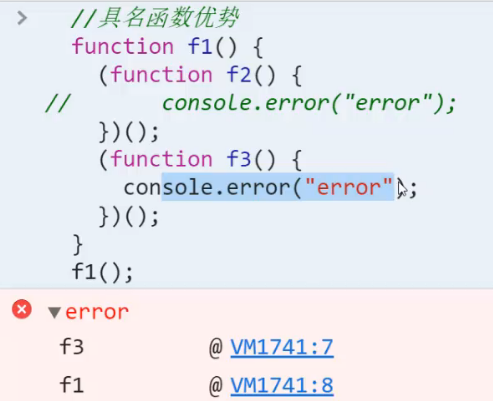 //具名函数优势
function f1() {
(function f2() {
// console.error("error");
})();
(function f3() {
console.error("error");
})();
}
f1();
error
f3 @ VM1741:7
f1 @ VM1741:8